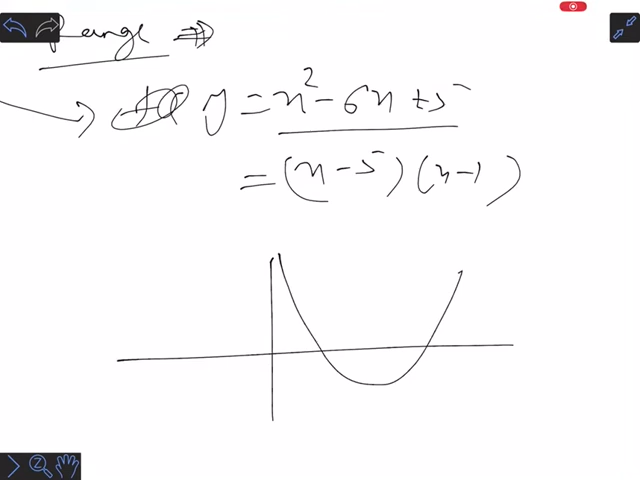 Range ⇒
→ y = x² - 6x + 5
= (x - 5) (x - 1)